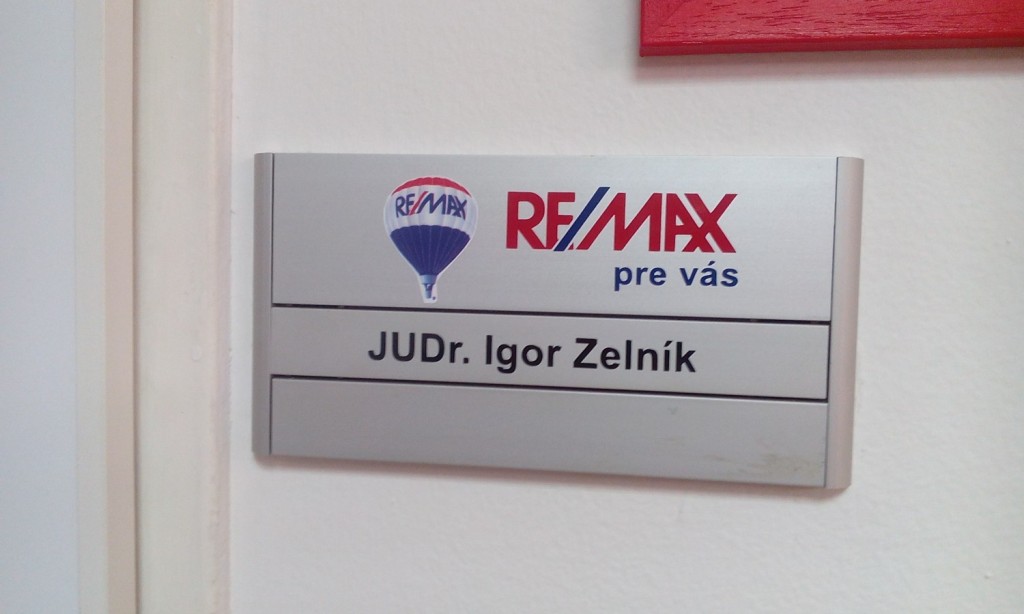 RE/MAX RE/MAX
pre vás
JUDr. Igor Zelník